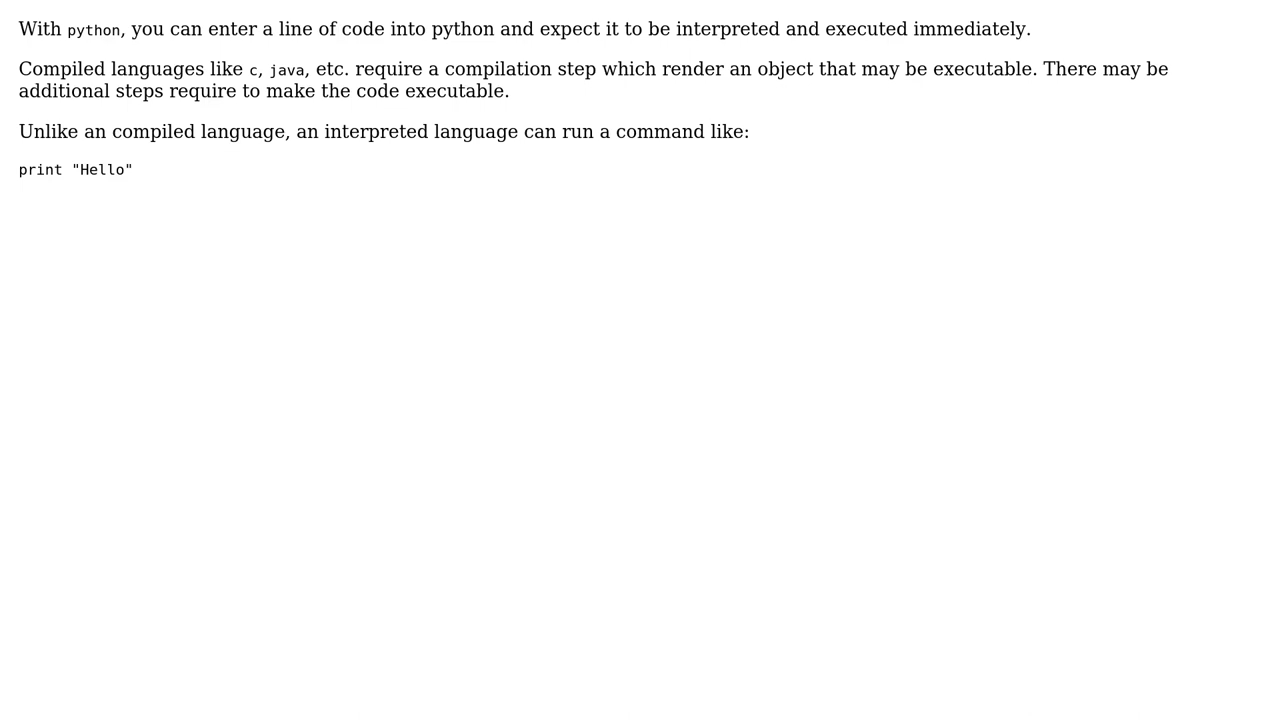 With python, you can enter a line of code into python and expect it to be interpreted and executed immediately.
Compiled languages like c, java, etc. require a compilation step which render an object that may be executable. There may be
additional steps require to make the code executable.
Unlike an compiled language, an interpreted language can run a command like:
print "Hello"